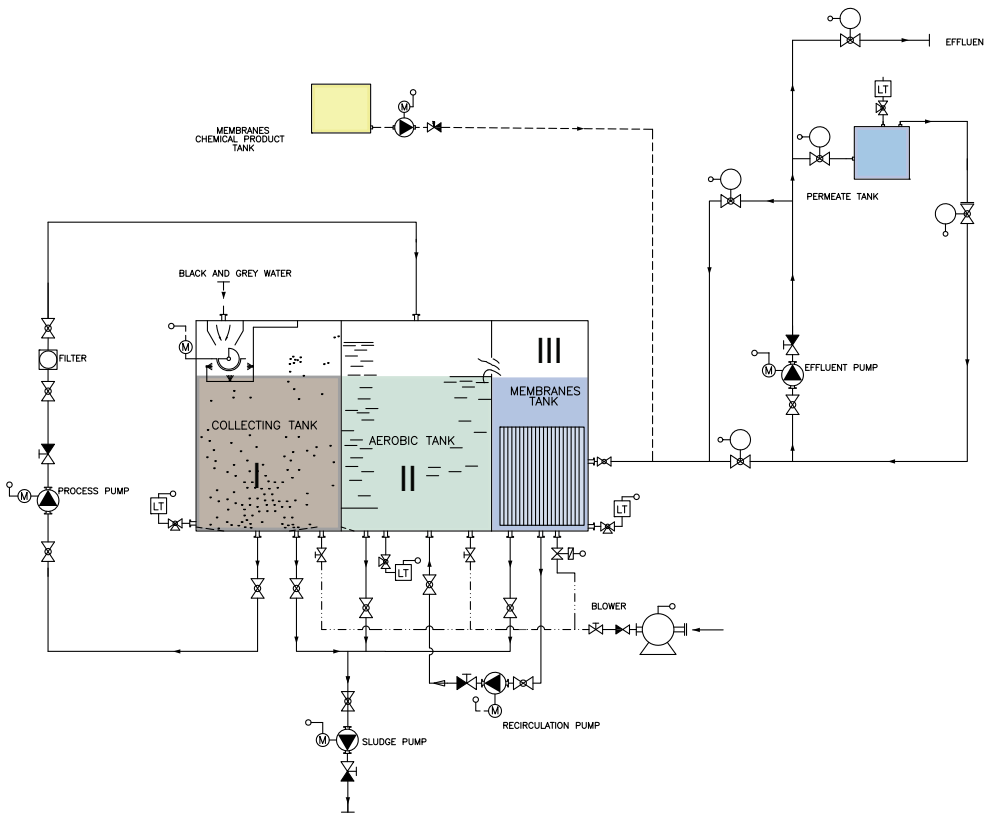 EFFLUEN
LT
MEMBRANES
CHEMICAL PRODUCT
TANK
M
PERMEATE TANK
BLACK AND GREY WATER
M
FILTER
III
M
EFFLUENT PUMP
MEMBRANES
TANK
COLLECTING TANK
AEROBIC TANK
I
II
M
PROCESS PUMP
LT
LT
LT
BLOWER
M
RECIRCULATION PUMP
M
SLUDGE PUMP